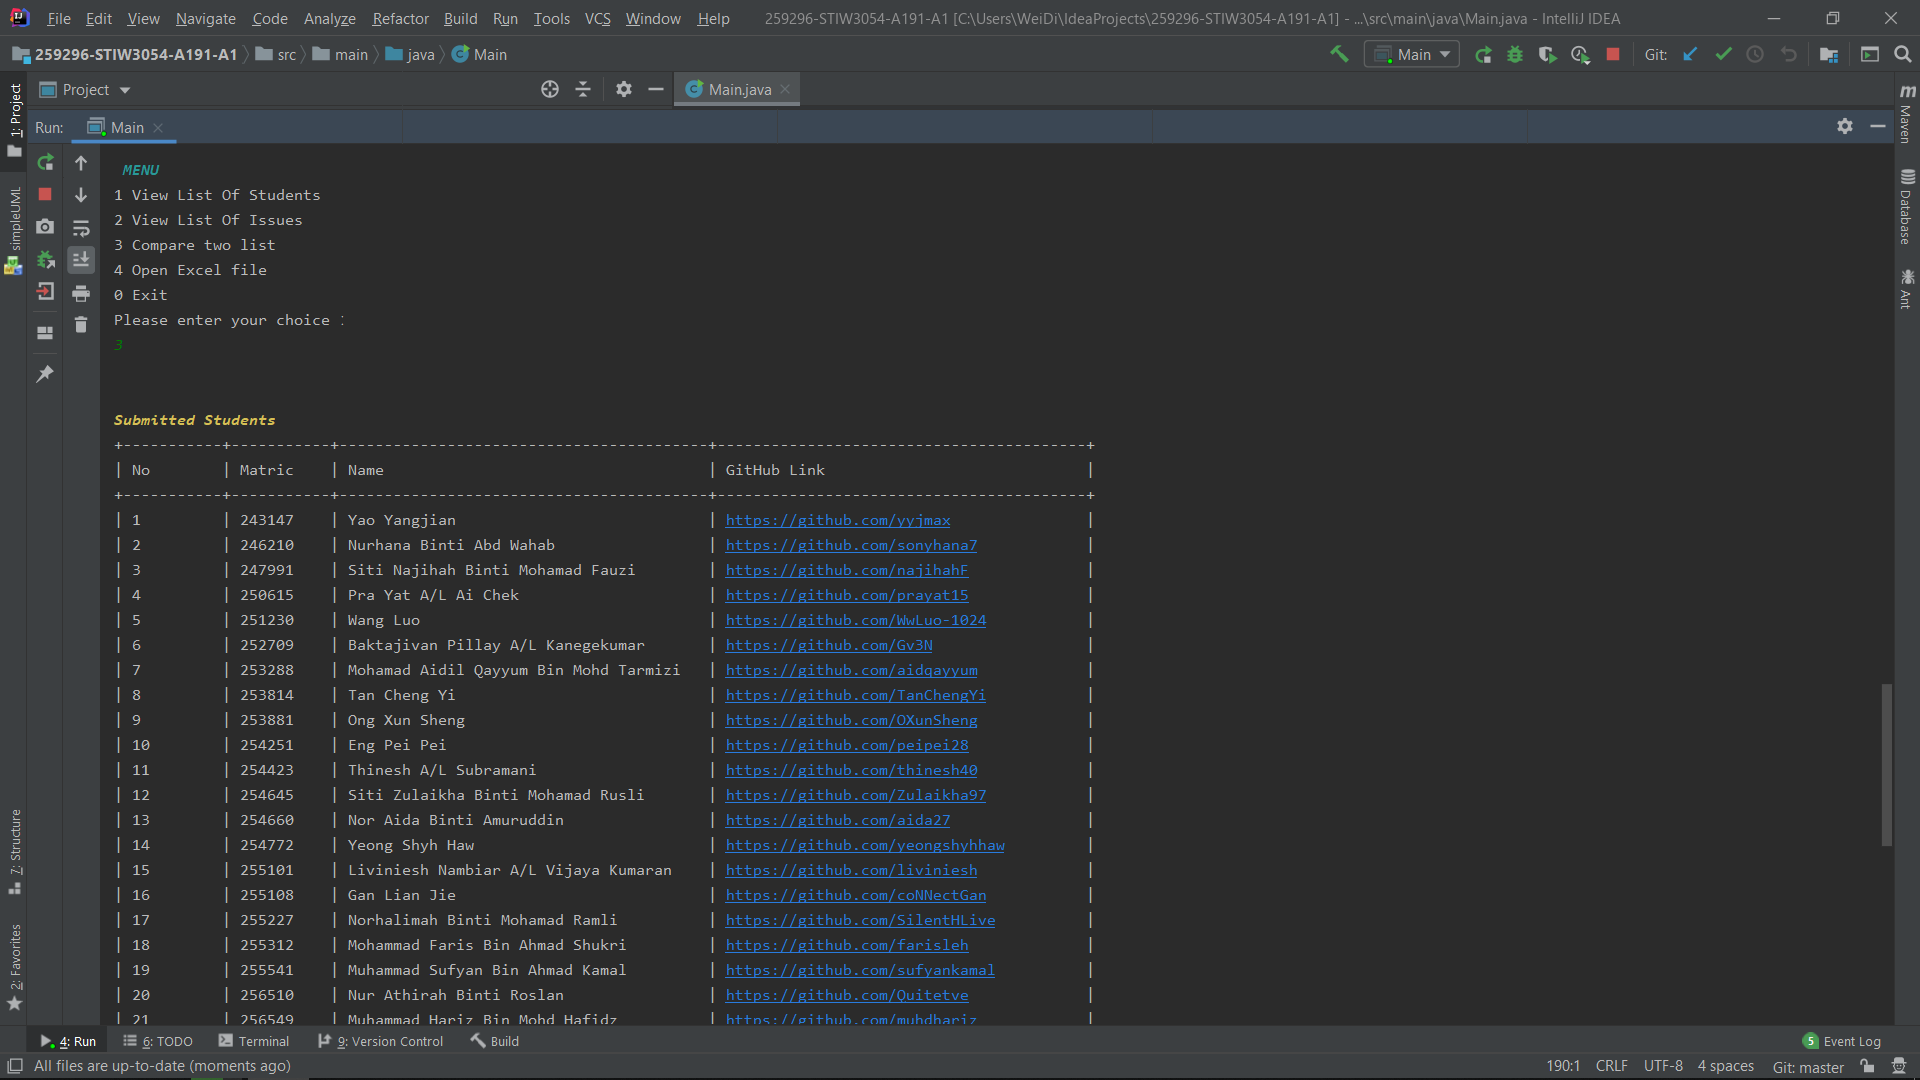 File Edit View Navigate Code Analyze Refactor Build Run Tools VCS Window Help 259296-STIW3054-A191-A1 [C:\Users\WeiDi\IdeaProjects\259296-STIW3054-A191-A1] - ...\src\main\java\Main.java - IntelliJ IDEA
259296-STIW3054-A191-A1 src main java Main Main Git:
Project Main.java
Run: Main
1: Project
simpleUML
7: Structure
2: Favorites
Maven
Database
Ant
MENU
1 View List Of Students
2 View List Of Issues
3 Compare two list
4 Open Excel file
0 Exit
Please enter your choice :
3
Submitted Students
+-----------+-----------+-----------------------------------------+-----------------------------------------+
| No | Matric | Name | GitHub Link |
+-----------+-----------+-----------------------------------------+-----------------------------------------+
| 1 | 243147 | Yao Yangjian | https://github.com/yyjmax |
| 2 | 246210 | Nurhana Binti Abd Wahab | https://github.com/sonyhana7 |
| 3 | 247991 | Siti Najihah Binti Mohamad Fauzi | https://github.com/najihahF |
| 4 | 250615 | Pra Yat A/L Ai Chek | https://github.com/prayat15 |
| 5 | 251230 | Wang Luo | https://github.com/WwLuo-1024 |
| 6 | 252709 | Baktajivan Pillay A/L Kanegekumar | https://github.com/Gv3N |
| 7 | 253288 | Mohamad Aidil Qayyum Bin Mohd Tarmizi | https://github.com/aidqayyum |
| 8 | 253814 | Tan Cheng Yi | https://github.com/TanChengYi |
| 9 | 253881 | Ong Xun Sheng | https://github.com/OXunSheng |
| 10 | 254251 | Eng Pei Pei | https://github.com/peipei28 |
| 11 | 254423 | Thinesh A/L Subramani | https://github.com/thinesh40 |
| 12 | 254645 | Siti Zulaikha Binti Mohamad Rusli | https://github.com/Zulaikha97 |
| 13 | 254660 | Nor Aida Binti Amuruddin | https://github.com/aida27 |
| 14 | 254772 | Yeong Shyh Haw | https://github.com/yeongshyhhaw |
| 15 | 255101 | Liviniesh Nambiar A/L Vijaya Kumaran | https://github.com/liviniesh |
| 16 | 255108 | Gan Lian Jie | https://github.com/coNNectGan |
| 17 | 255227 | Norhalimah Binti Mohamad Ramli | https://github.com/SilentHLive |
| 18 | 255312 | Mohammad Faris Bin Ahmad Shukri | https://github.com/farisleh |
| 19 | 255541 | Muhammad Sufyan Bin Ahmad Kamal | https://github.com/sufyankamal |
| 20 | 256510 | Nur Athirah Binti Roslan | https://github.com/Quitetve |
| 21 | 256549 | Muhammad Hariz Bin Mohd Hafidz | https://github.com/muhdhariz |
4: Run 6: TODO Terminal 9: Version Control Build 5 Event Log
All files are up-to-date (moments ago) 190:1 CRLF UTF-8 4 spaces Git: master